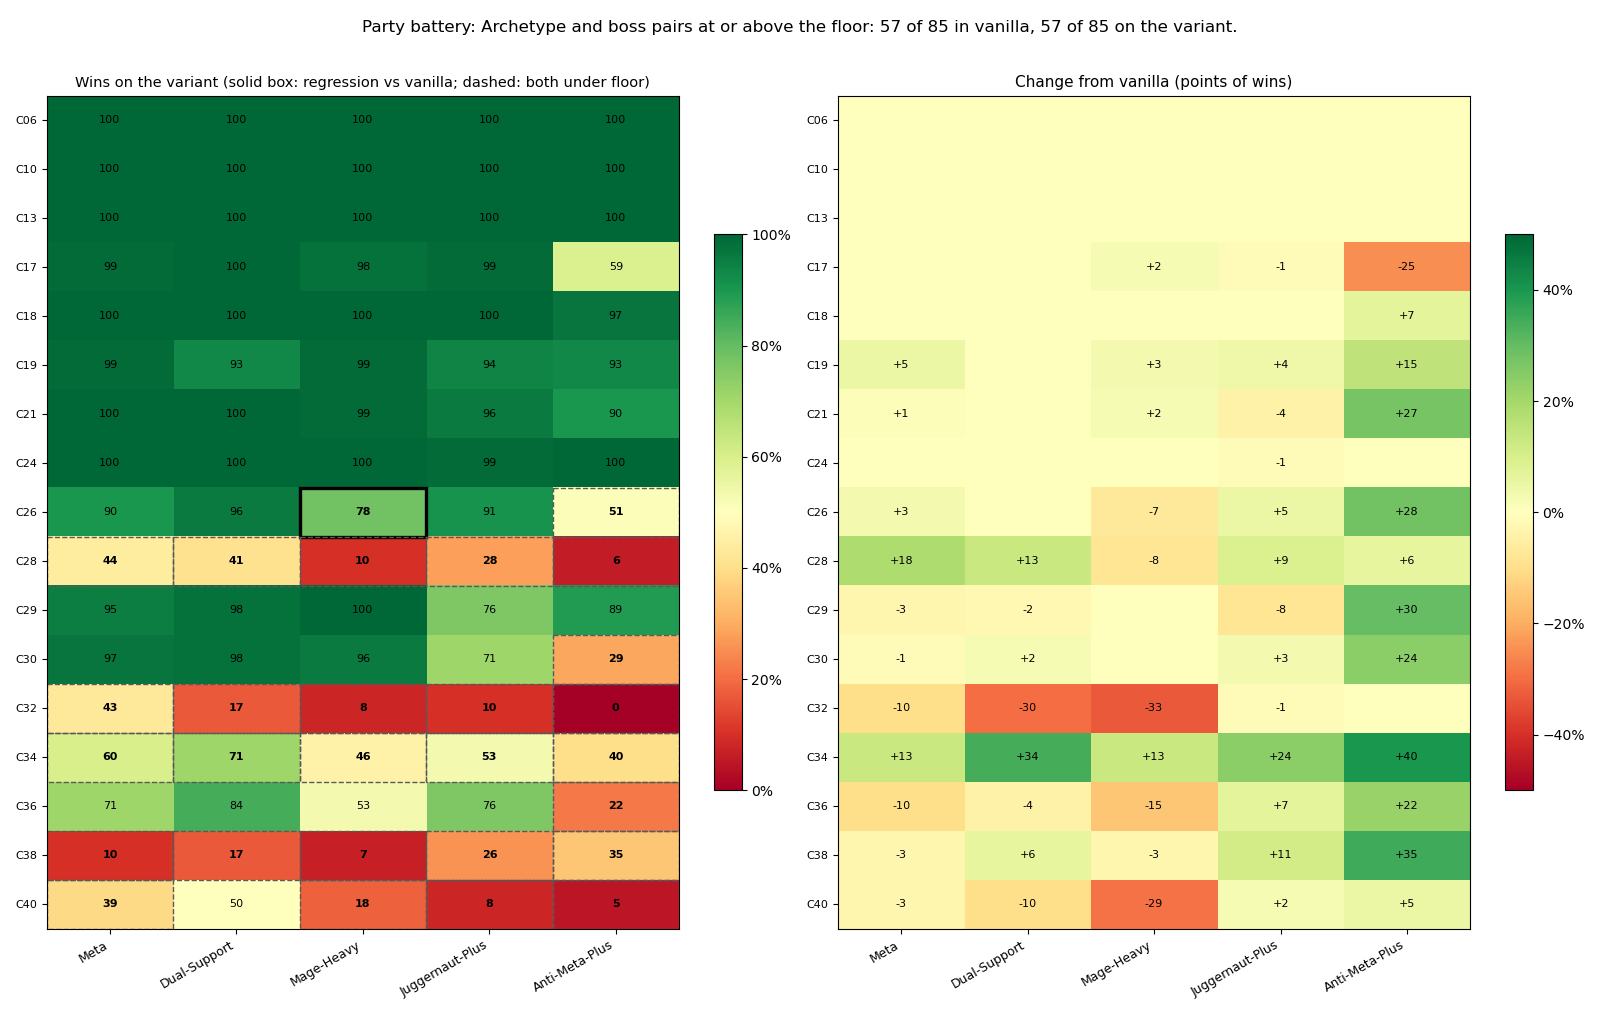 Party battery: Archetype and boss pairs at or above the floor: 57 of 85 in vanilla, 57 of 85 on the variant.
Wins on the variant (solid box: regression vs vanilla; dashed: both under floor)
C06 100 100 100 100 100
C10 100 100 100 100 100
C13 100 100 100 100 100
C17 99 100 98 99 59
C18 100 100 100 100 97
C19 99 93 99 94 93
C21 100 100 99 96 90
C24 100 100 100 99 100
C26 90 96 78 91 51
C28 44 41 10 28 6
C29 95 98 100 76 89
C30 97 98 96 71 29
C32 43 17 8 10 0
C34 60 71 46 53 40
C36 71 84 53 76 22
C38 10 17 7 26 35
C40 39 50 18 8 5
Meta Dual-Support Mage-Heavy Juggernaut-Plus Anti-Meta-Plus
100%
80%
60%
40%
20%
0%
Change from vanilla (points of wins)
C06
C10
C13
C17 +2 -1 -25
C18 +7
C19 +5 +3 +4 +15
C21 +1 +2 -4 +27
C24 -1
C26 +3 -7 +5 +28
C28 +18 +13 -8 +9 +6
C29 -3 -2 -8 +30
C30 -1 +2 +3 +24
C32 -10 -30 -33 -1
C34 +13 +34 +13 +24 +40
C36 -10 -4 -15 +7 +22
C38 -3 +6 -3 +11 +35
C40 -3 -10 -29 +2 +5
Meta Dual-Support Mage-Heavy Juggernaut-Plus Anti-Meta-Plus
40%
20%
0%
−20%
−40%